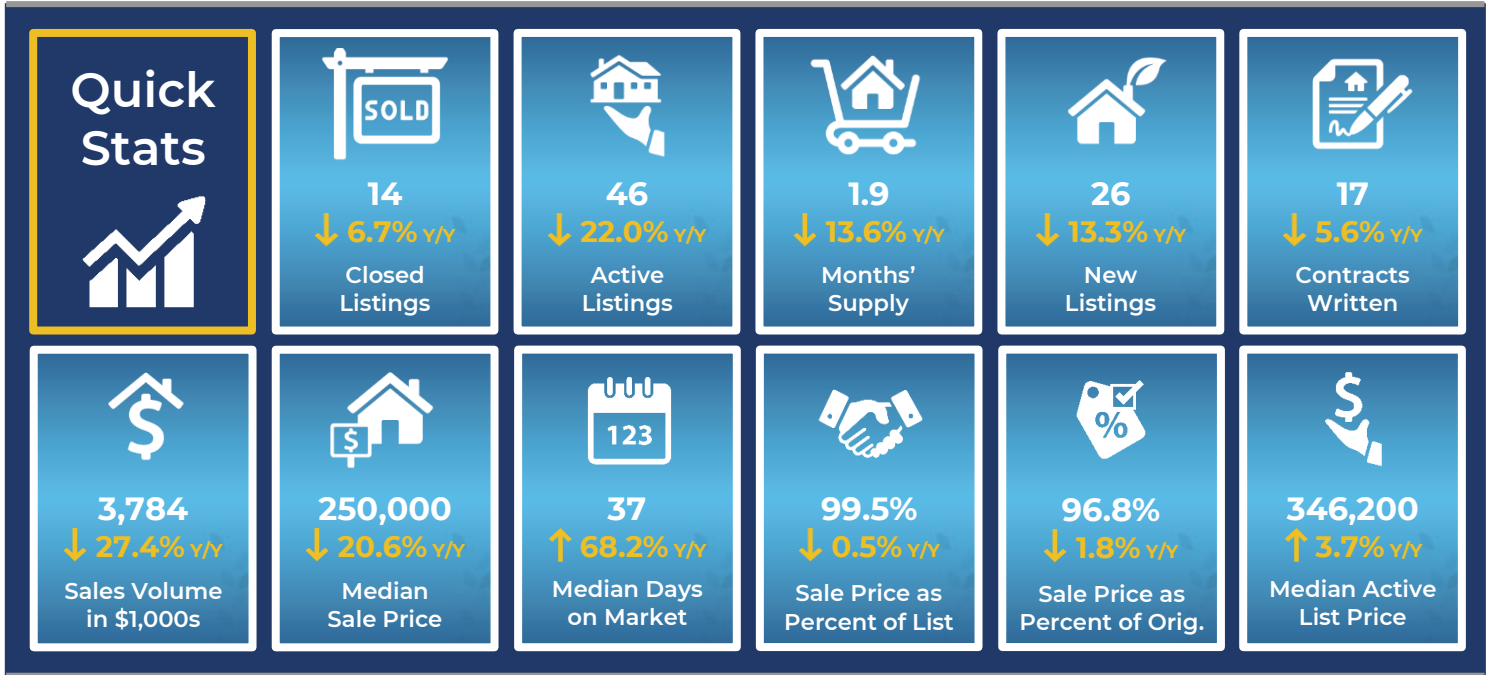 Quick
Stats
SOLD
14
↓ 6.7% Y/Y
Closed
Listings
46
↓ 22.0% Y/Y
Active
Listings
1.9
↓ 13.6% Y/Y
Months’
Supply
26
↓ 13.3% Y/Y
New
Listings
17
↓ 5.6% Y/Y
Contracts
Written
$
3,784
↓ 27.4% Y/Y
Sales Volume
in $1,000s
$
250,000
↓ 20.6% Y/Y
Median
Sale Price
123
37
↑ 68.2% Y/Y
Median Days
on Market
99.5%
↓ 0.5% Y/Y
Sale Price as
Percent of List
%
96.8%
↓ 1.8% Y/Y
Sale Price as
Percent of Orig.
$
346,200
↑ 3.7% Y/Y
Median Active
List Price